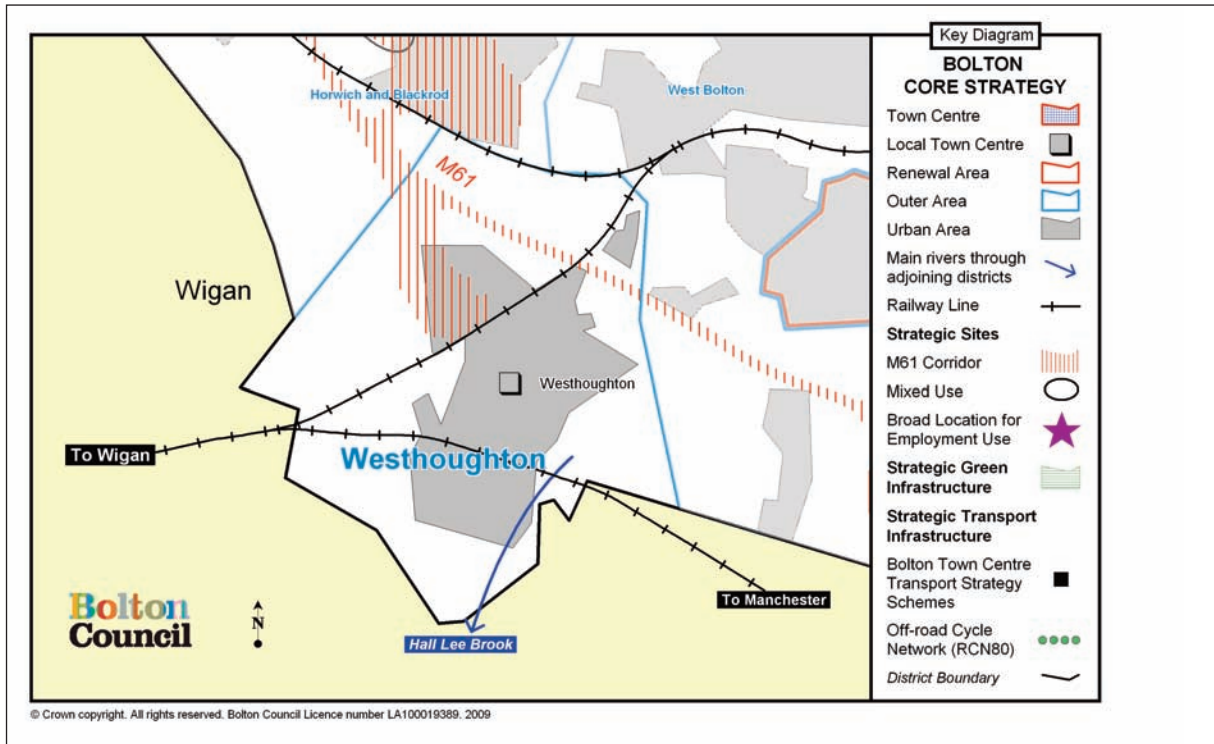 Horwich and Blackrod
West Bolton
M61
Wigan
Westhoughton
To Wigan
Westhoughton
To Manchester
Hall Lee Brook
Bolton
Council
N
Key Diagram
BOLTON
CORE STRATEGY
Town Centre
Local Town Centre
Renewal Area
Outer Area
Urban Area
Main rivers through
adjoining districts
Railway Line
Strategic Sites
M61 Corridor
Mixed Use
Broad Location for
Employment Use
Strategic Green
Infrastructure
Strategic Transport
Infrastructure
Bolton Town Centre
Transport Strategy
Schemes
Off-road Cycle
Network (RCN80)
District Boundary
© Crown copyright. All rights reserved. Bolton Council Licence number LA100019389. 2009